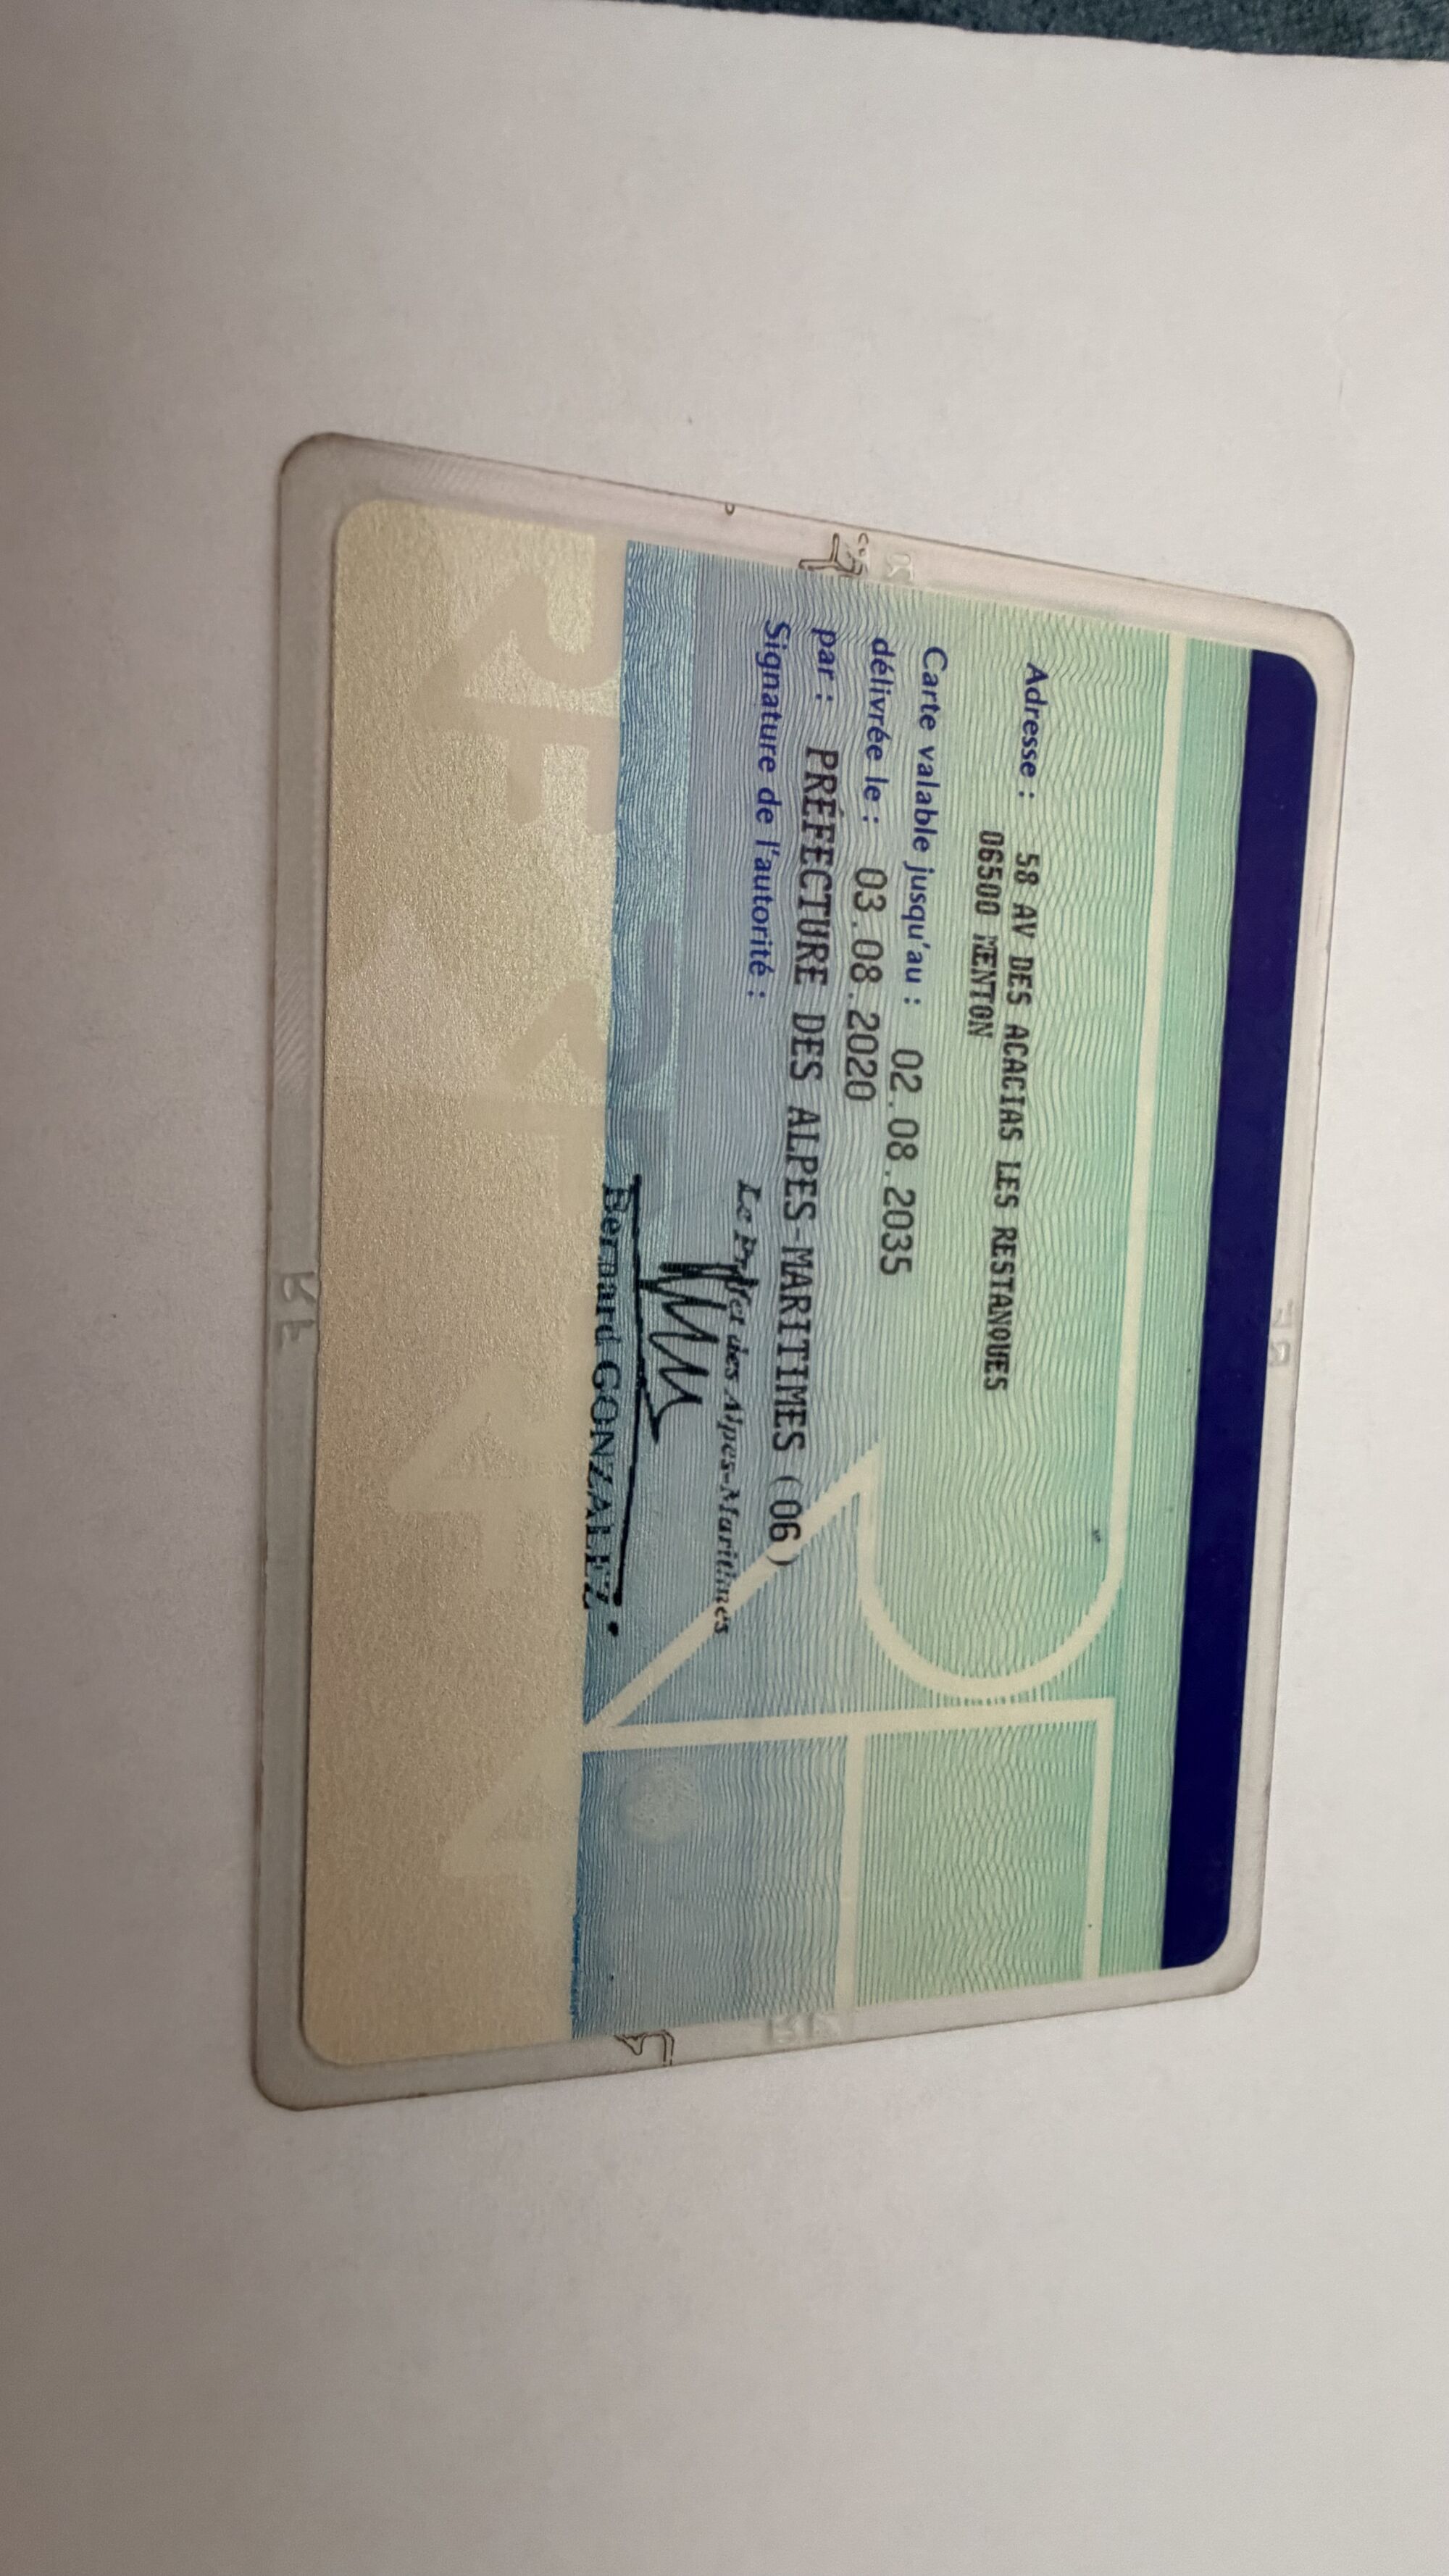 Adresse : 58 AV DES ACACIAS LES RESTANQUES
06500 MENTON
Carte valable jusqu'au : 02.08.2035
délivrée le : 03.08.2020
par : PRÉFECTURE DES ALPES-MARITIMES (06)
Signature de l'autorité :
Le Préfet des Alpes-Maritimes
Bernard GONZALEZ
RF